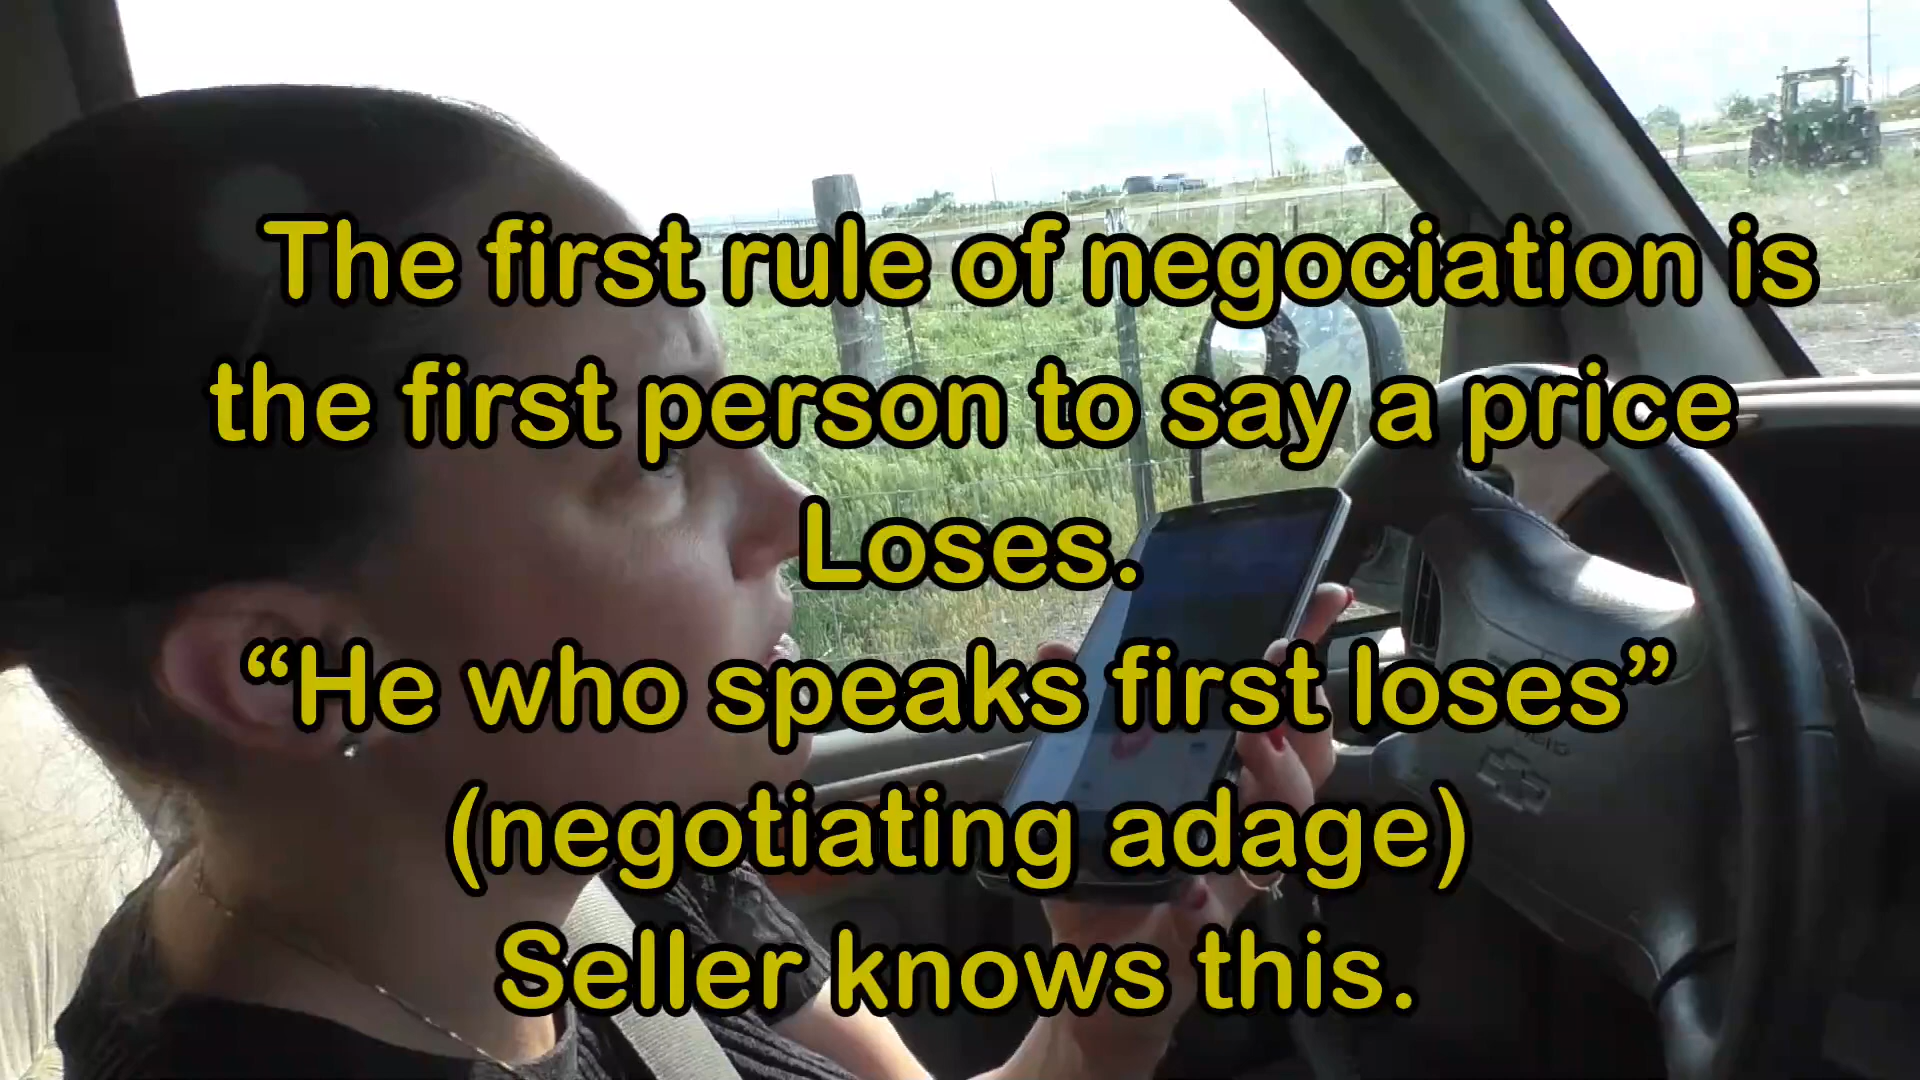 The first rule of negociation is
the first person to say a price
Loses.
“He who speaks first loses”
(negotiating adage)
Seller knows this.